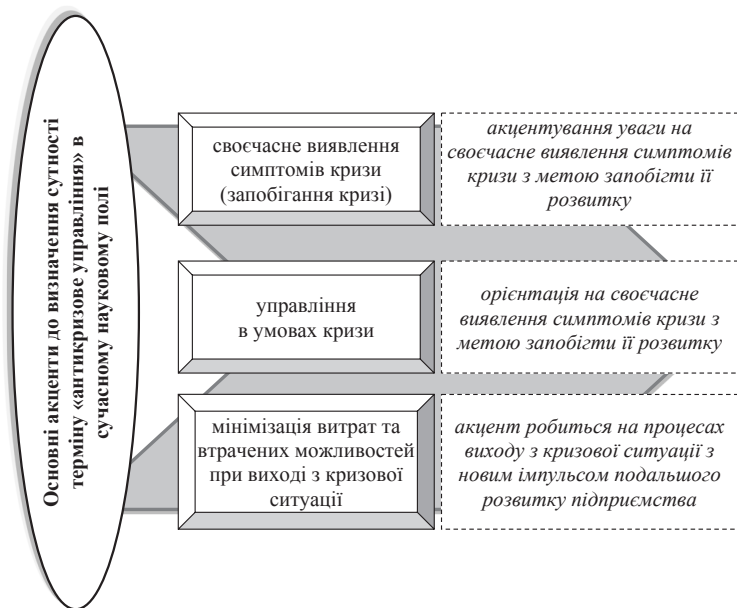 Основні акценти до визначення сутності
терміну «антикризове управління» в
сучасному науковому полі
своєчасне виявлення
симптомів кризи
(запобігання кризі)
акцентування уваги на
своєчасне виявлення симптомів
кризи з метою запобігти її
розвитку
управління
в умовах кризи
орієнтація на своєчасне
виявлення симптомів кризи з
метою запобігти її розвитку
мінімізація витрат та
втрачених можливостей
при виході з кризової
ситуації
акцент робиться на процесах
виходу з кризової ситуації з
новим імпульсом подальшого
розвитку підприємства